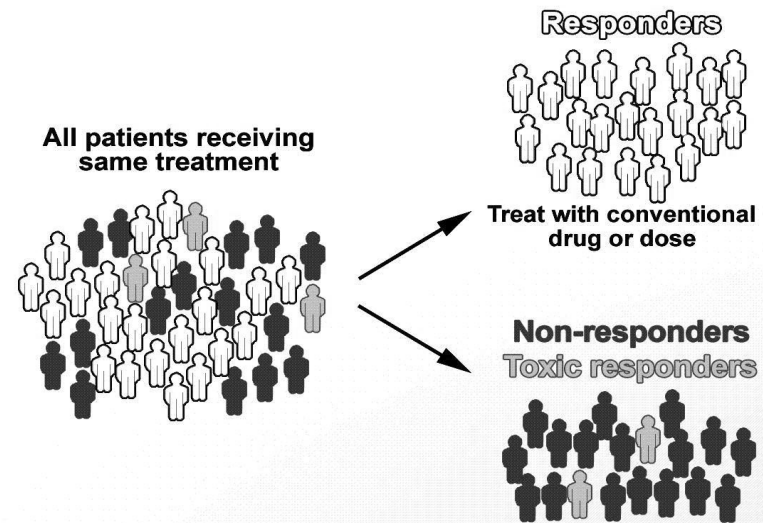 All patients receiving
same treatment
Responders
Treat with conventional
drug or dose
Non-responders
Toxic responders